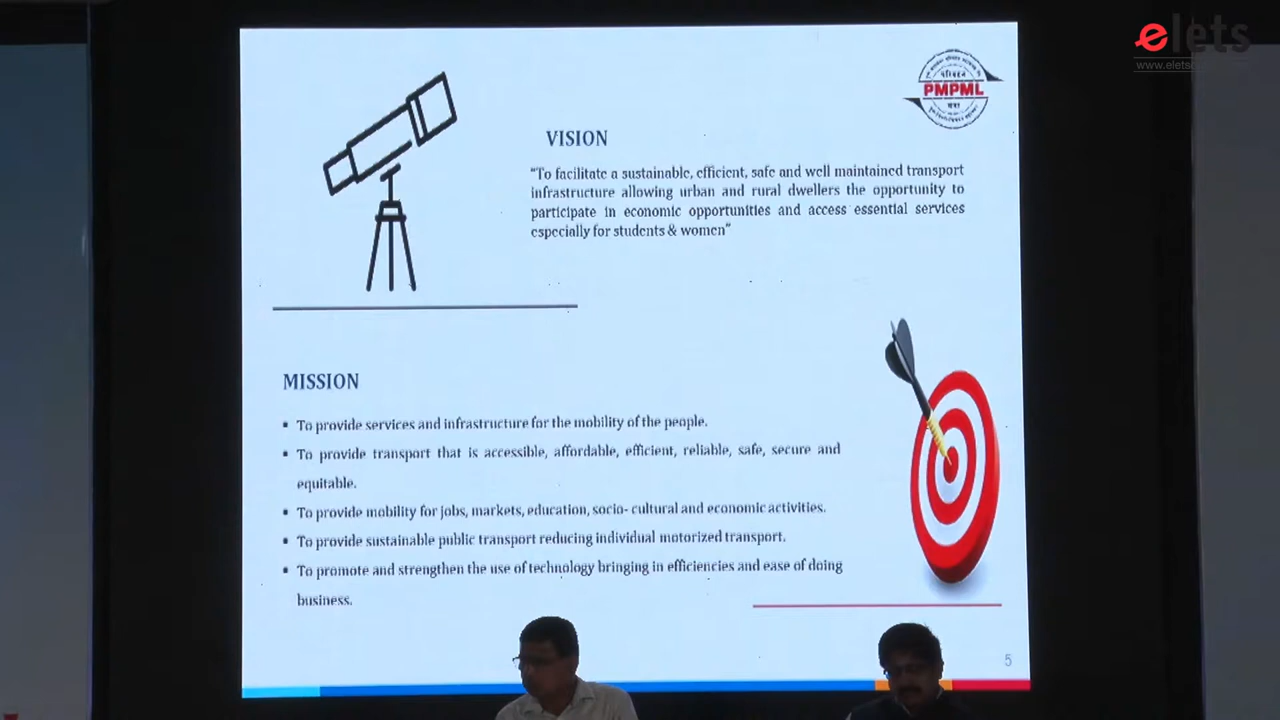 elets
www.elets
परिवहन
PMPML
VISION
"To facilitate a sustainable, efficient, safe and well maintained transport
infrastructure allowing urban and rural dwellers the opportunity to
participate in economic opportunities and access essential services
especially for students & women"
MISSION
▪ To provide services and infrastructure for the mobility of the people.
▪ To provide transport that is accessible, affordable, efficient, reliable, safe, secure and
equitable.
▪ To provide mobility for jobs, markets, education, socio- cultural and economic activities.
▪ To provide sustainable public transport reducing individual motorized transport.
▪ To promote and strengthen the use of technology bringing in efficiencies and ease of doing
business.
5